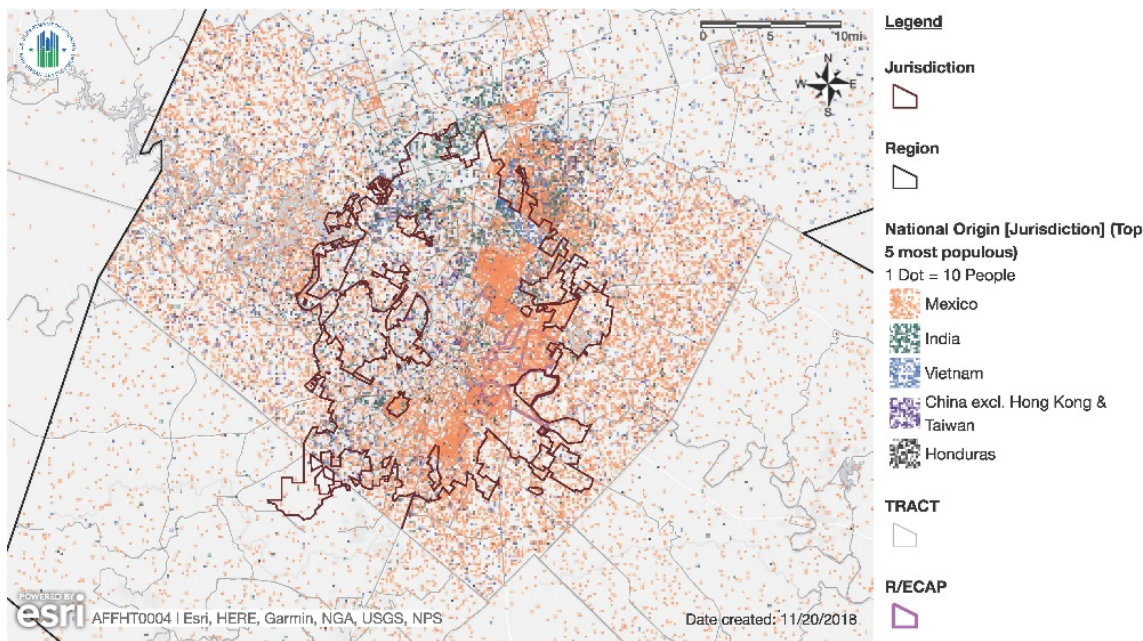 0 5 10mi
N
W E
S
Legend
Jurisdiction
Region
National Origin [Jurisdiction] (Top
5 most populous)
1 Dot = 10 People
Mexico
India
Vietnam
China excl. Hong Kong &
Taiwan
Honduras
TRACT
R/ECAP
POWERED BY
esri
AFFHT0004 | Esri, HERE, Garmin, NGA, USGS, NPS
Date created: 11/20/2018